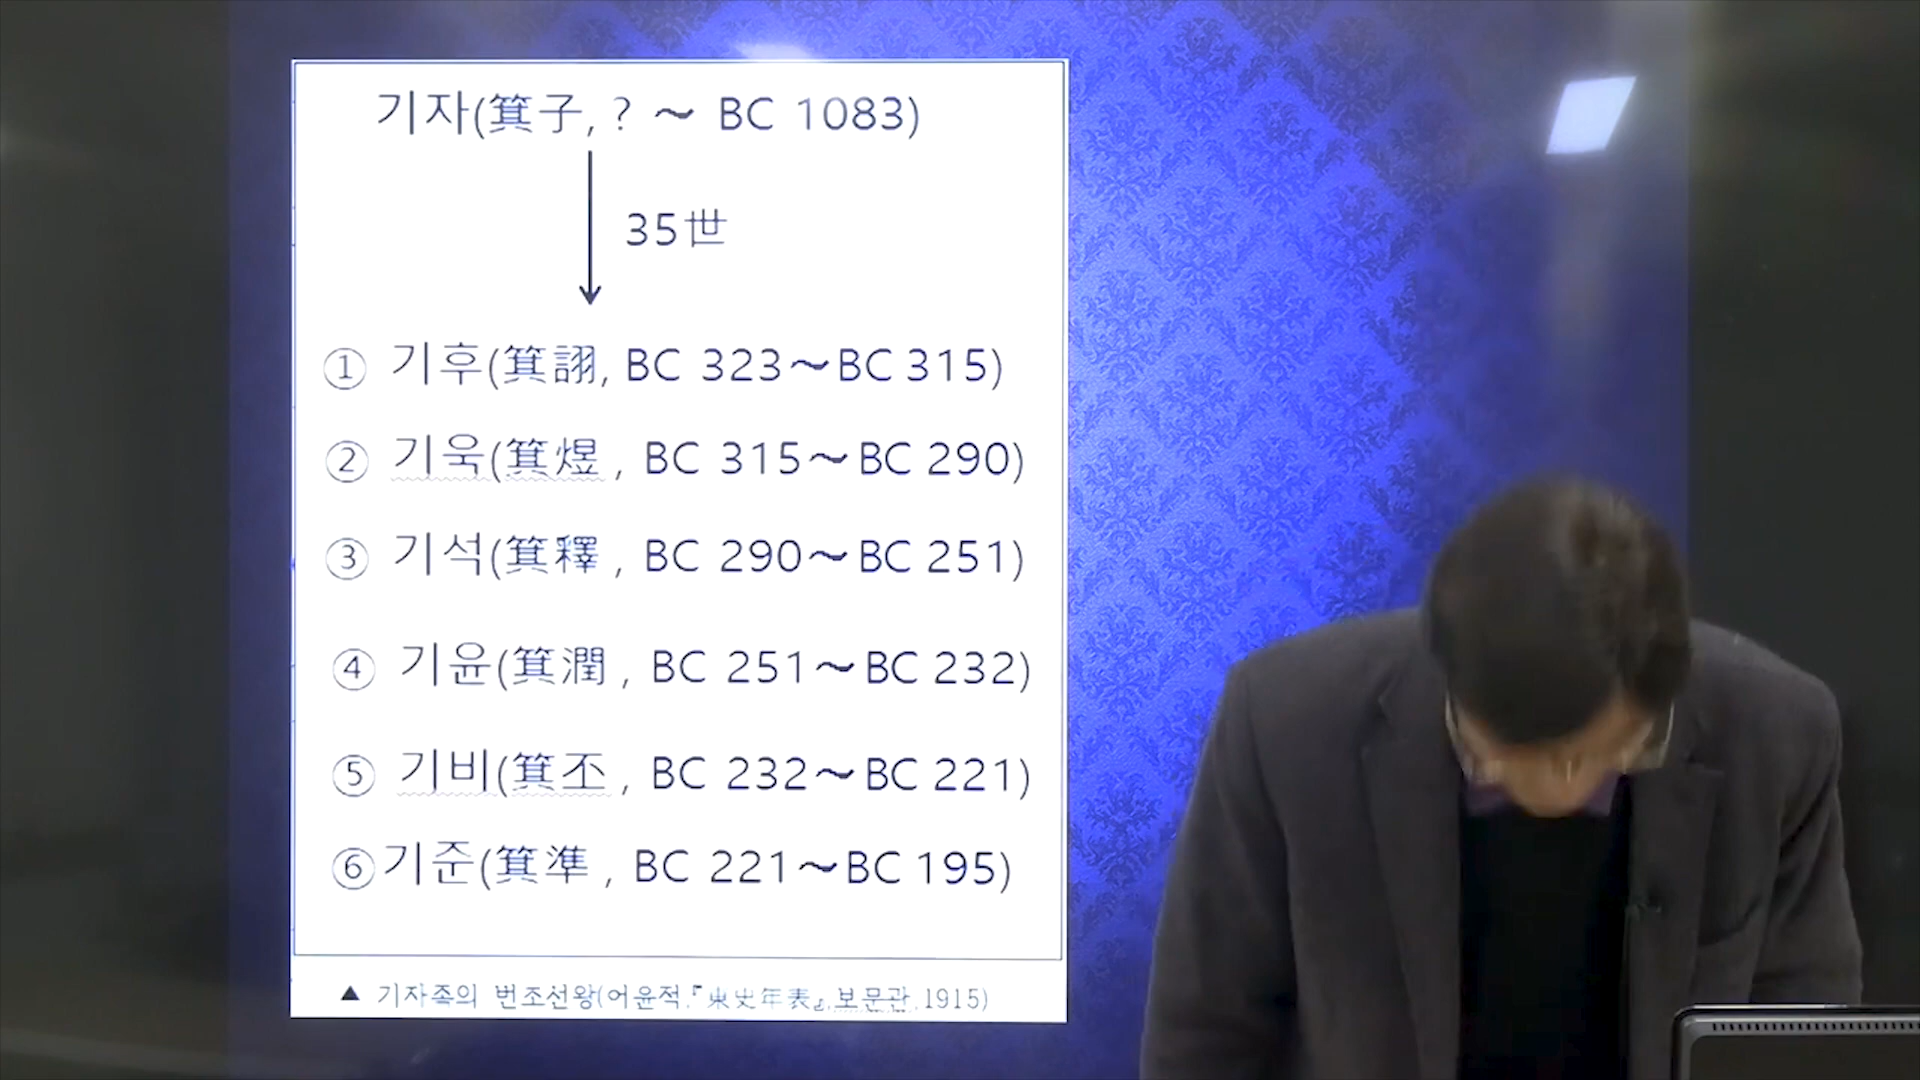 기자(箕子, ? ~ BC 1083)
35世
① 기후(箕詡, BC 323~BC 315)
② 기욱(箕煜, BC 315~BC 290)
③ 기석(箕釋, BC 290~BC 251)
④ 기윤(箕潤, BC 251~BC 232)
⑤ 기비(箕丕, BC 232~BC 221)
⑥ 기준(箕準, BC 221~BC 195)
▲ 기자족의 번조선왕(어윤적,『東史年表』,보문관,1915)